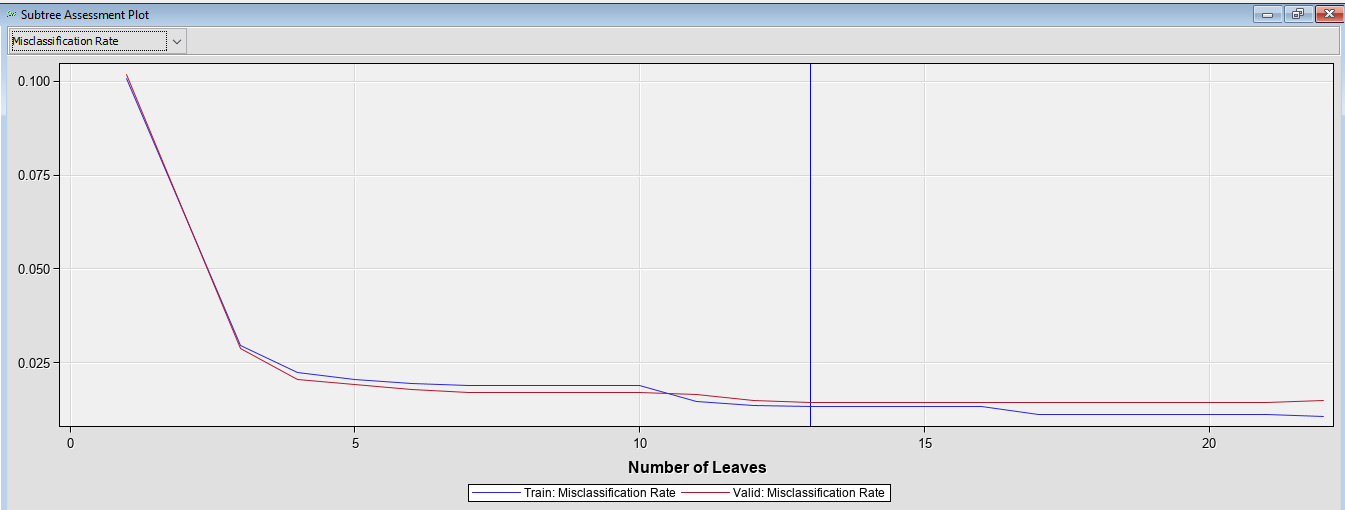 Subtree Assessment Plot
Misclassification Rate
0.100
0.075
0.050
0.025
0 5 10 15 20
Number of Leaves
Train: Misclassification Rate Valid: Misclassification Rate